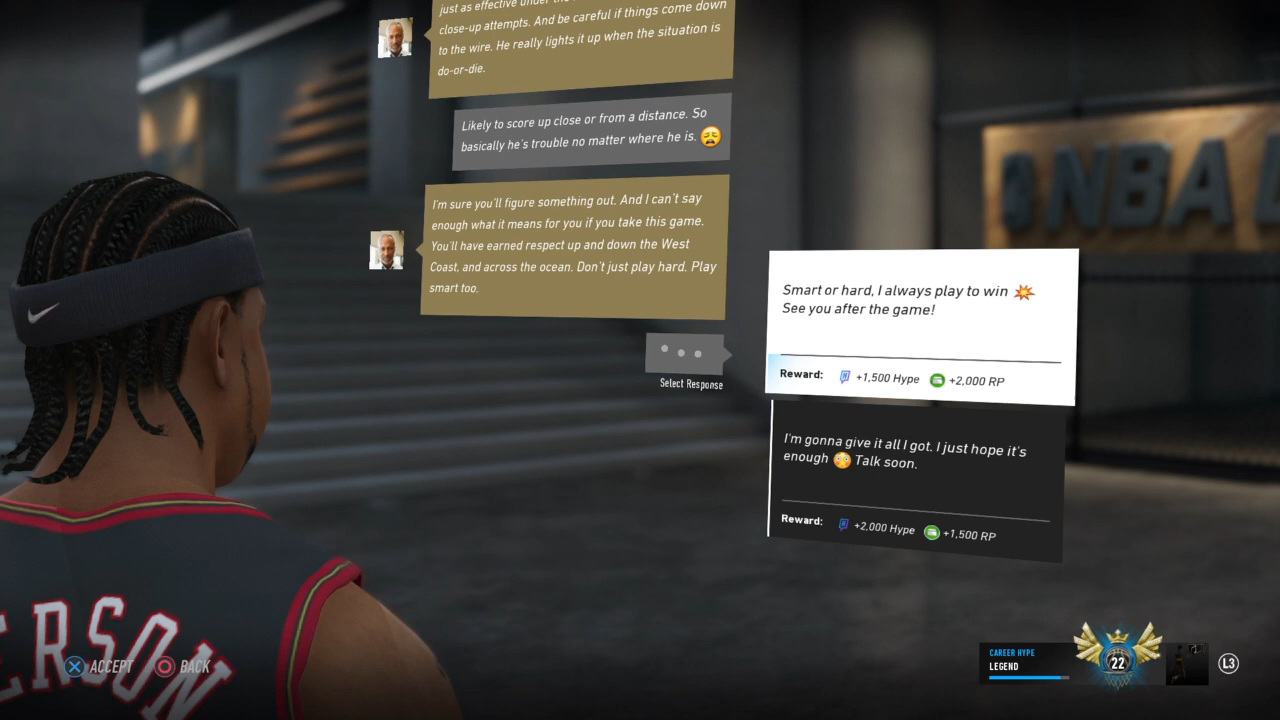 just as effective under the
close-up attempts. And be careful if things come down
to the wire. He really lights it up when the situation is
do-or-die.
Likely to score up close or from a distance. So
basically he's trouble no matter where he is. 😩
I'm sure you'll figure something out. And I can't say
enough what it means for you if you take this game.
You'll have earned respect up and down the West
Coast, and across the ocean. Don't just play hard. Play
smart too.
Select Response
Smart or hard, I always play to win 💥
See you after the game!
Reward: +1,500 Hype +2,000 RP
I'm gonna give it all I got. I just hope it's
enough 😳 Talk soon.
Reward: +2,000 Hype +1,500 RP
NBA
ERSON
ACCEPT BACK
CAREER HYPE
LEGEND
22
L3